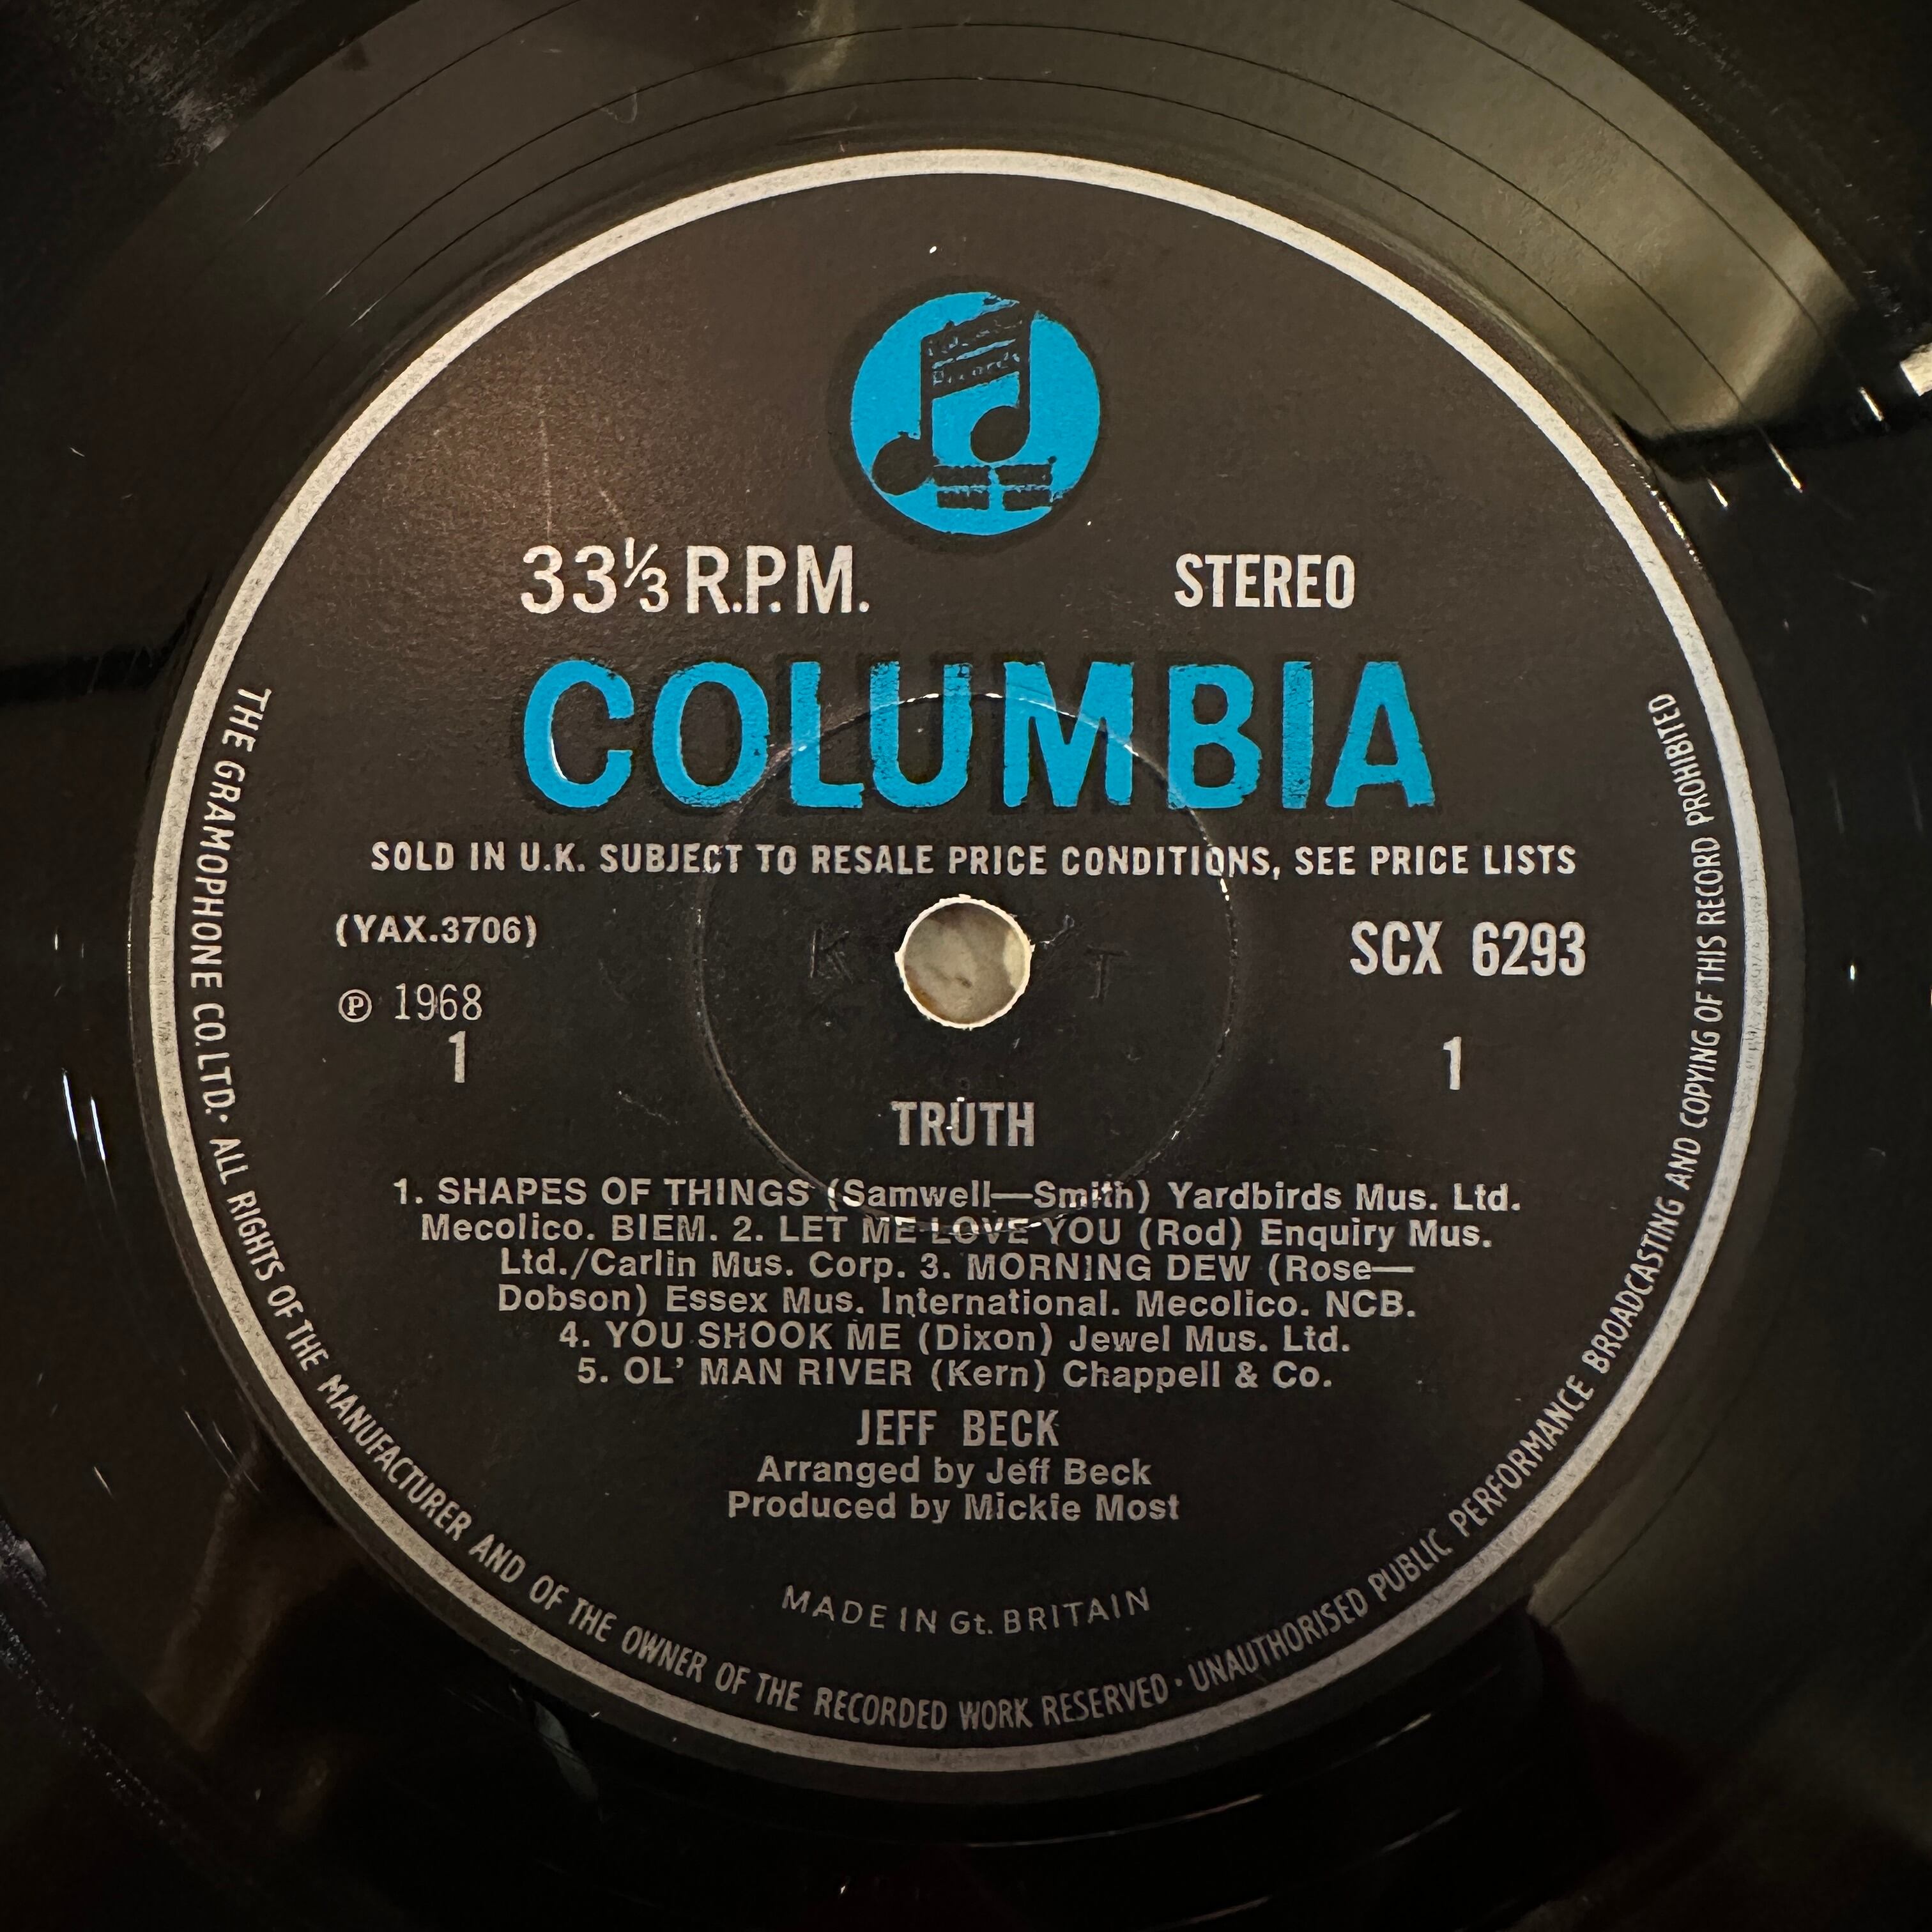 33⅓ R.P.M.
STEREO
COLUMBIA
SOLD IN U.K. SUBJECT TO RESALE PRICE CONDITIONS, SEE PRICE LISTS
(YAX.3706)
SCX 6293
℗ 1968
1
1
TRUTH
1. SHAPES OF THINGS (Samwell—Smith) Yardbirds Mus. Ltd.
Mecolico. BIEM. 2. LET ME LOVE YOU (Rod) Enquiry Mus.
Ltd./Carlin Mus. Corp. 3. MORNING DEW (Rose—
Dobson) Essex Mus. International. Mecolico. NCB.
4. YOU SHOOK ME (Dixon) Jewel Mus. Ltd.
5. OL' MAN RIVER (Kern) Chappell & Co.
JEFF BECK
Arranged by Jeff Beck
Produced by Mickie Most
MADE IN Gt. BRITAIN
THE GRAMOPHONE CO. LTD. · ALL RIGHTS OF THE MANUFACTURER AND OF THE OWNER OF THE RECORDED WORK RESERVED · UNAUTHORISED PUBLIC PERFORMANCE BROADCASTING AND COPYING OF THIS RECORD PROHIBITED